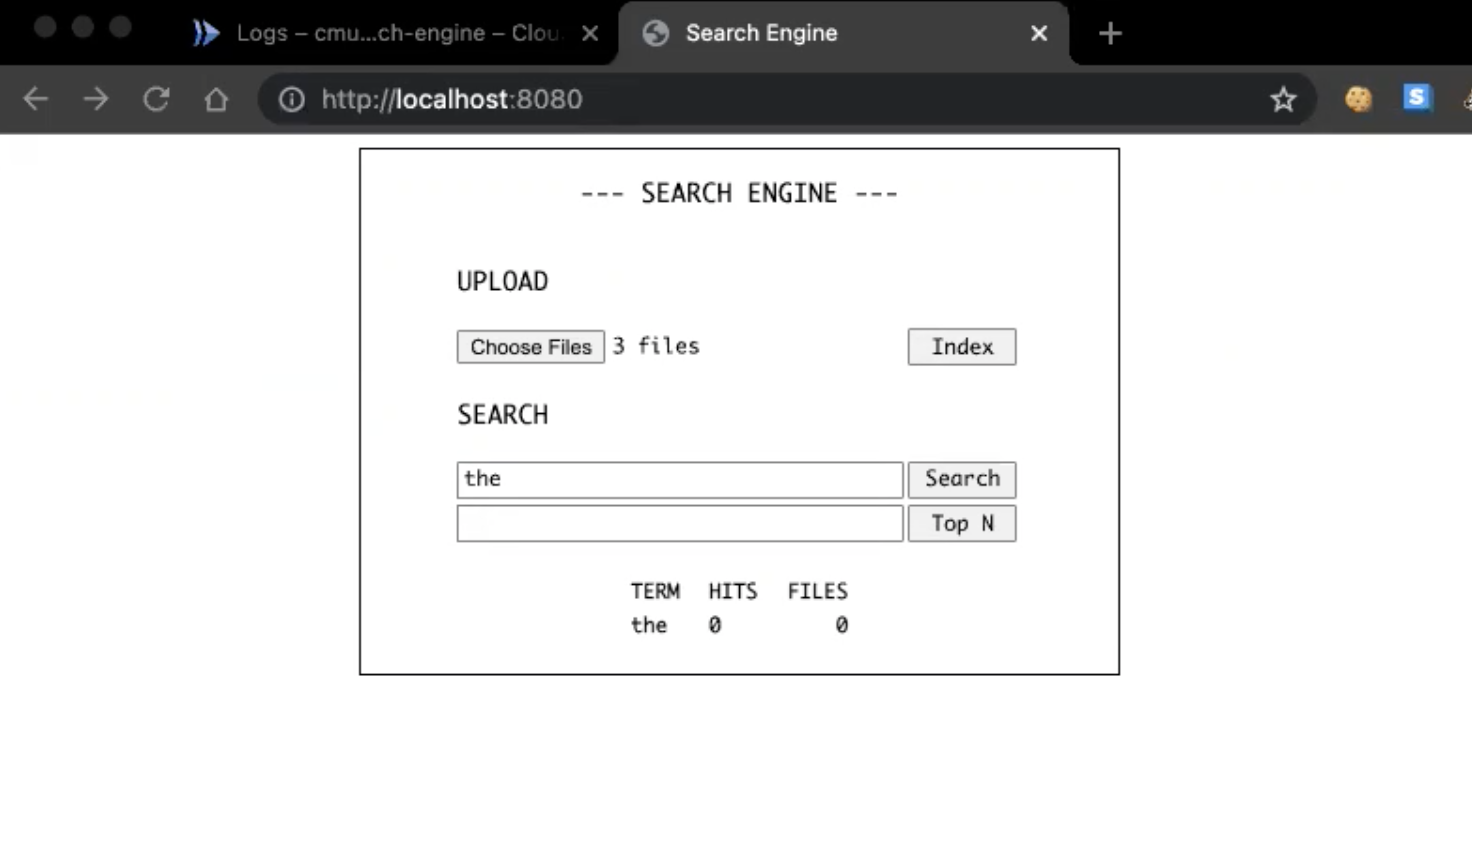 Logs – cmu...ch-engine – Clou
Search Engine
http://localhost:8080
S
--- SEARCH ENGINE ---
UPLOAD
Choose Files 3 files Index
SEARCH
the Search
Top N
TERM HITS FILES
the 0 0